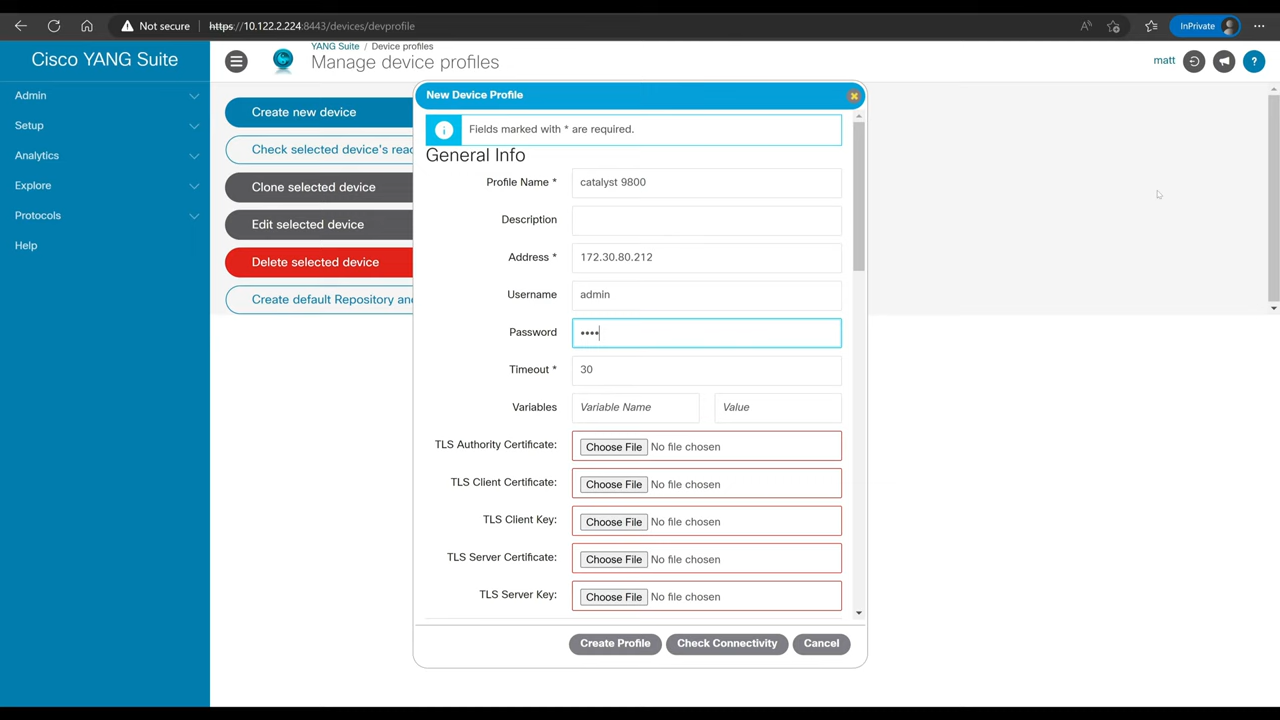 Not secure
https://10.122.2.224:8443/devices/devprofile
InPrivate
Cisco YANG Suite
YANG Suite / Device profiles
Manage device profiles
matt
Admin
Setup
Analytics
Explore
Protocols
Help
Create new device
Check selected device's reac
Clone selected device
Edit selected device
Delete selected device
Create default Repository and
New Device Profile
Fields marked with * are required.
General Info
Profile Name * catalyst 9800
Description
Address * 172.30.80.212
Username admin
Password ••••
Timeout * 30
Variables Variable Name Value
TLS Authority Certificate: Choose File No file chosen
TLS Client Certificate: Choose File No file chosen
TLS Client Key: Choose File No file chosen
TLS Server Certificate: Choose File No file chosen
TLS Server Key: Choose File No file chosen
Create Profile Check Connectivity Cancel